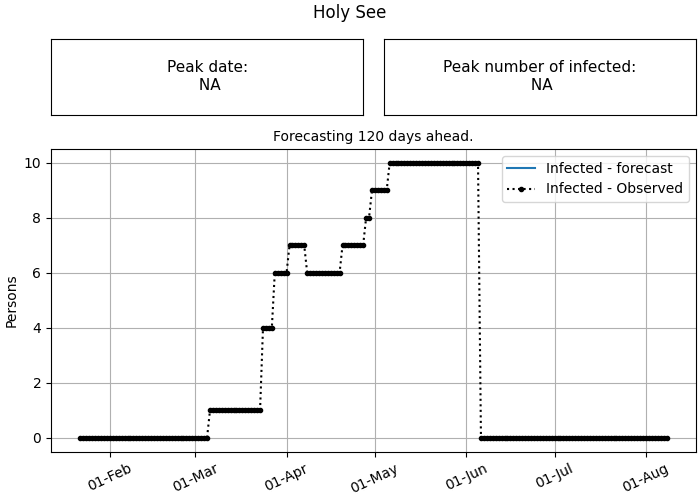 Holy See
Peak date:
NA
Peak number of infected:
NA
Forecasting 120 days ahead.
Infected - forecast
Infected - Observed
Persons
10
8
6
4
2
0
01-Feb
01-Mar
01-Apr
01-May
01-Jun
01-Jul
01-Aug